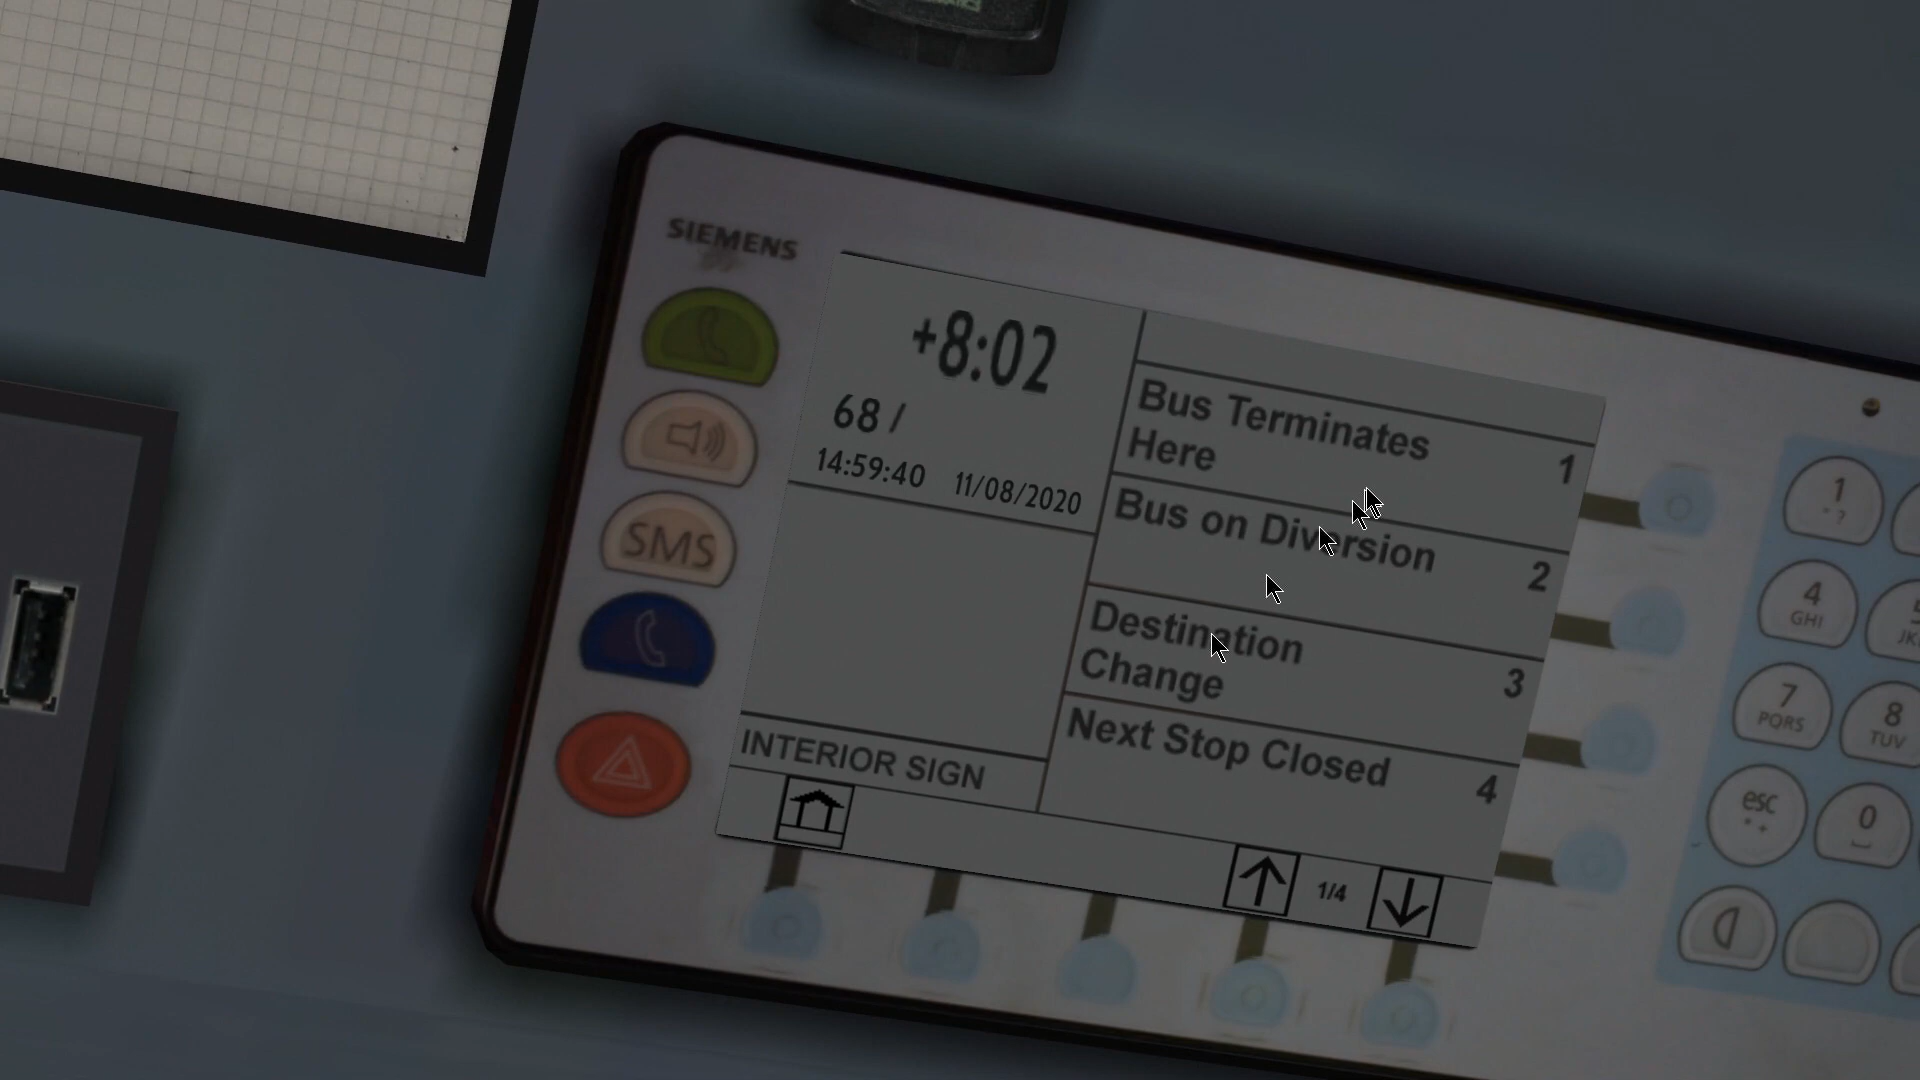 SIEMENS
+8:02
68 /
14:59:40 11/08/2020
Bus Terminates
Here 1
Bus on Diversion
2
Destination
Change 3
Next Stop Closed
4
INTERIOR SIGN
1/4
SMS
1
? 
4
GHI
7
PQRS
8
TUV
esc
* +
0